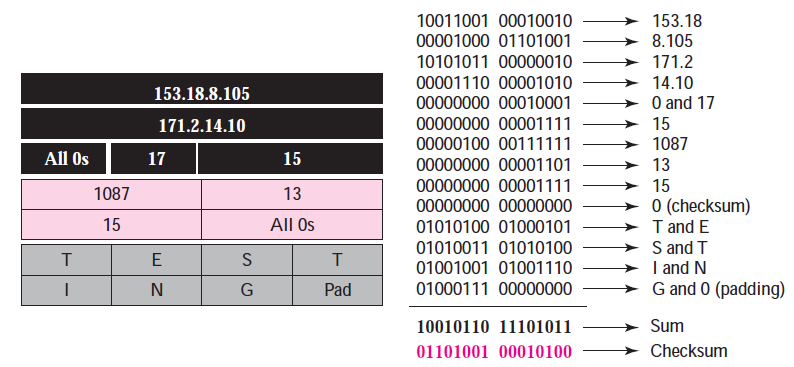 153.18.8.105
171.2.14.10
All 0s 17 15
1087 13
15 All 0s
T E S T
I N G Pad
10011001 00010010 153.18
00001000 01101001 8.105
10101011 00000010 171.2
00001110 00001010 14.10
00000000 00010001 0 and 17
00000000 00001111 15
00000100 00111111 1087
00000000 00001101 13
00000000 00001111 15
00000000 00000000 0 (checksum)
01010100 01000101 T and E
01010011 01010100 S and T
01001001 01001110 I and N
01000111 00000000 G and 0 (padding)
10010110 11101011 Sum
01101001 00010100 Checksum